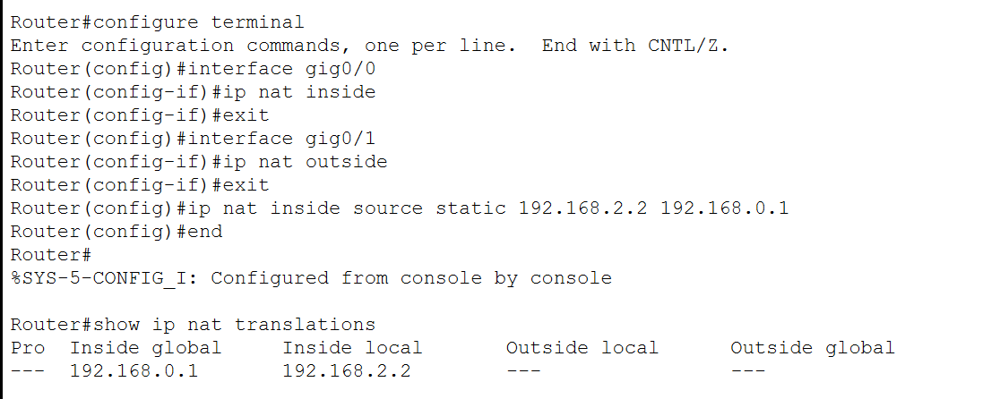 Router#configure terminal
Enter configuration commands, one per line.  End with CNTL/Z.
Router(config)#interface gig0/0
Router(config-if)#ip nat inside
Router(config-if)#exit
Router(config)#interface gig0/1
Router(config-if)#ip nat outside
Router(config-if)#exit
Router(config)#ip nat inside source static 192.168.2.2 192.168.0.1
Router(config)#end
Router#
%SYS-5-CONFIG_I: Configured from console by console

Router#show ip nat translations
Pro  Inside global     Inside local       Outside local      Outside global
---  192.168.0.1       192.168.2.2        ---                ---